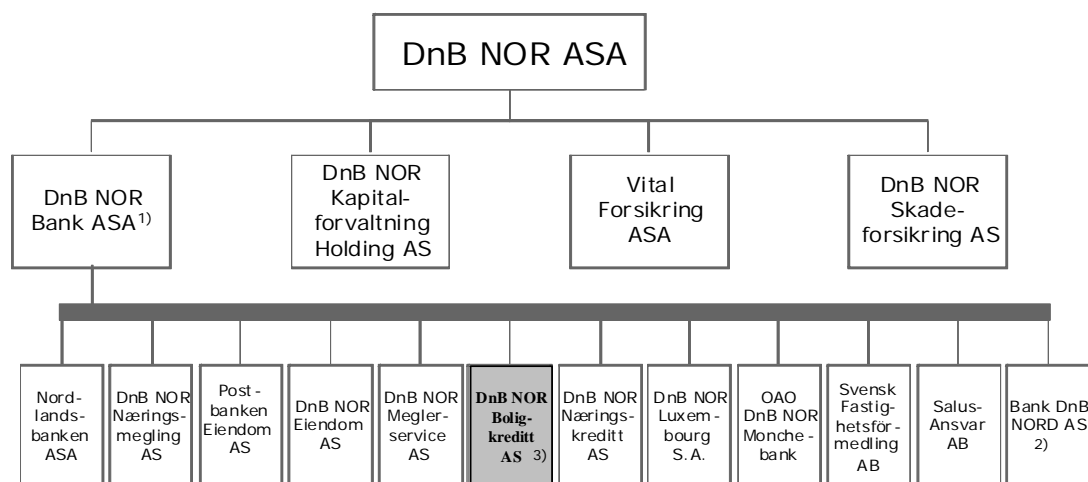 DnB NOR ASA
DnB NOR
Bank ASA1)
DnB NOR
Kapital-
forvaltning
Holding AS
Vital
Forsikring
ASA
DnB NOR
Skade-
forsikring AS
Nord-
lands-
banken
ASA
DnB NOR
Nærings-
megling
AS
Post-
banken
Eiendom
AS
DnB NOR
Eiendom AS
DnB NOR
Megler-
service
AS
DnB NOR
Bolig-
kreditt
AS 3)
DnB NOR
Nærings-
kreditt
AS
DnB NOR
Luxem-
bourg
S.A.
OAO
DnB NOR
Monche-
bank
Svensk
Fastig-
hetsför-
medling
AB
Salus-
Ansvar
AB
Bank DnB
NORD AS
2)